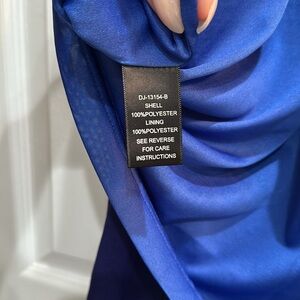 DJ-13154-B
SHELL
100%POLYESTER
LINING
100%POLYESTER
SEE REVERSE
FOR CARE
INSTRUCTIONS